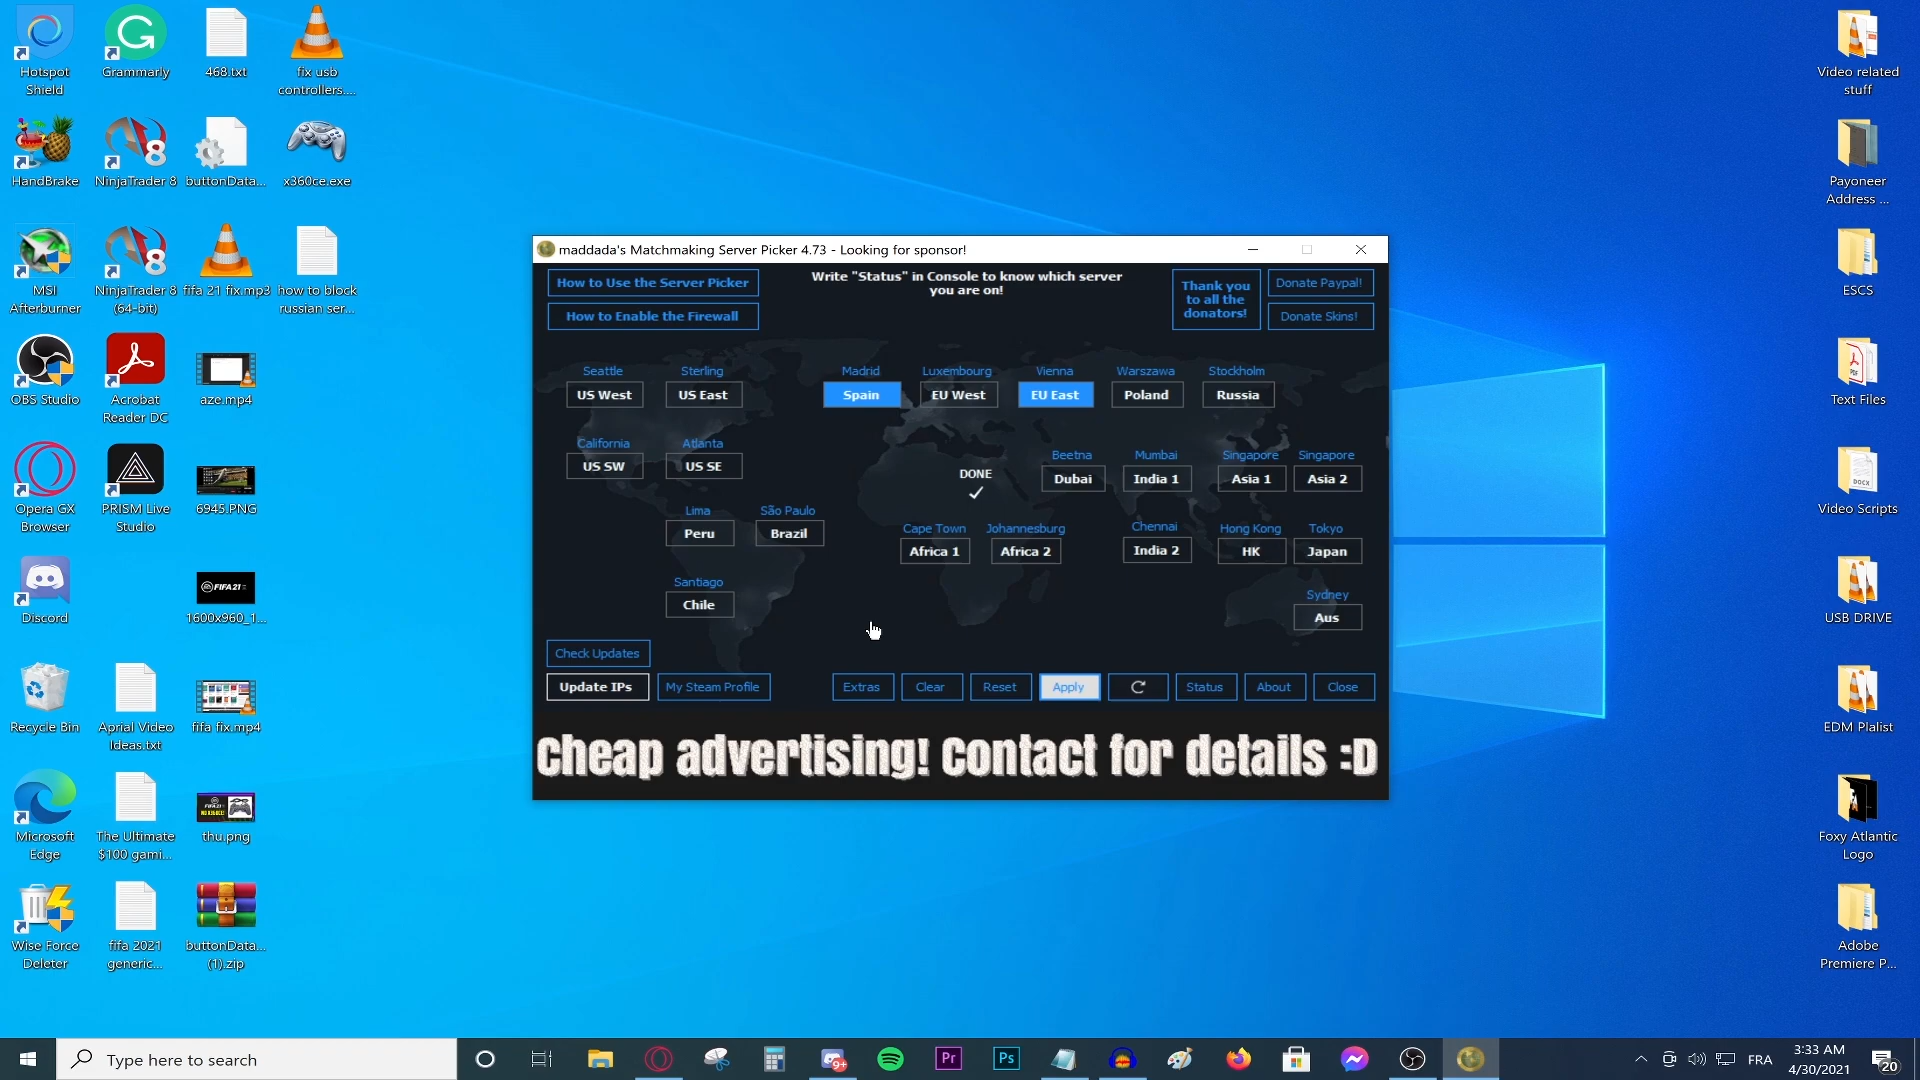 Hotspot
Shield
Grammarly
468.txt
fix usb
controllers....
HandBrake
NinjaTrader 8
buttonData...
x360ce.exe
MSI
Afterburner
NinjaTrader 8
(64-bit)
fifa 21 fix.mp3
how to block
russian ser...
OBS Studio
Acrobat
Reader DC
aze.mp4
Opera GX
Browser
PRISM Live
Studio
6945.PNG
Discord
FIFA 21
1600x960_1...
Recycle Bin
Aprial Video
Ideas.txt
fifa fix.mp4
Microsoft
Edge
The Ultimate
$100 gami...
thu.png
Wise Force
Deleter
fifa 2021
generic...
buttonData...
(1).zip
maddada's Matchmaking Server Picker 4.73 - Looking for sponsor!
How to Use the Server Picker
How to Enable the Firewall
Write "Status" in Console to know which server
you are on!
Thank you
to all the
donators!
Donate Paypal!
Donate Skins!
Seattle
US West
Sterling
US East
Madrid
Spain
Luxembourg
EU West
Vienna
EU East
Warszawa
Poland
Stockholm
Russia
California
US SW
Atlanta
US SE
DONE
Beetna
Dubai
Mumbai
India 1
Singapore
Asia 1
Singapore
Asia 2
Lima
Peru
São Paulo
Brazil
Cape Town
Africa 1
Johannesburg
Africa 2
Chennai
India 2
Hong Kong
HK
Tokyo
Japan
Santiago
Chile
Sydney
Aus
Check Updates
Update IPs
My Steam Profile
Extras
Clear
Reset
Apply
Status
About
Close
Cheap advertising! Contact for details :D
Video related
stuff
Payoneer
Address ...
ESCS
Text Files
Video Scripts
USB DRIVE
EDM Plalist
Foxy Atlantic
Logo
Adobe
Premiere P...
Type here to search
9+
Pr
Ps
FRA
3:33 AM
4/30/2021
20